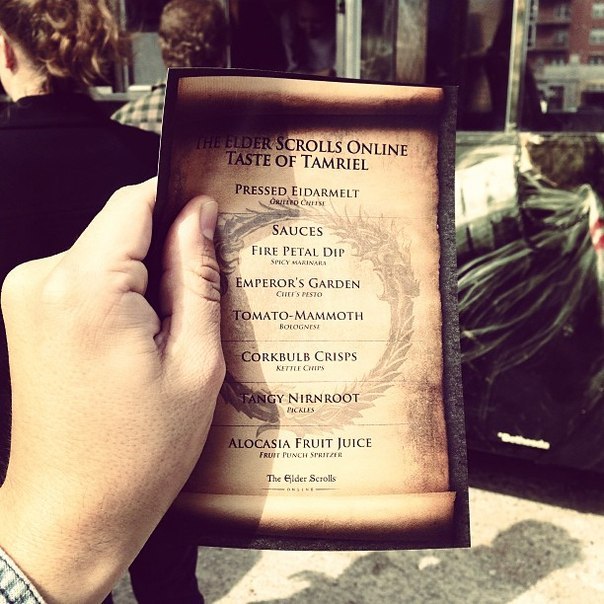 THE ELDER SCROLLS ONLINE
TASTE OF TAMRIEL
PRESSED EIDARMELT
GRILLED CHEESE
SAUCES
FIRE PETAL DIP
SPICY MARINARA
EMPEROR'S GARDEN
CHEF'S PESTO
TOMATO-MAMMOTH
BOLOGNESE
CORKBULB CRISPS
KETTLE CHIPS
TANGY NIRNROOT
PICKLES
ALOCASIA FRUIT JUICE
FRUIT PUNCH SPRITZER
The Elder Scrolls
ONLINE
Bethesda